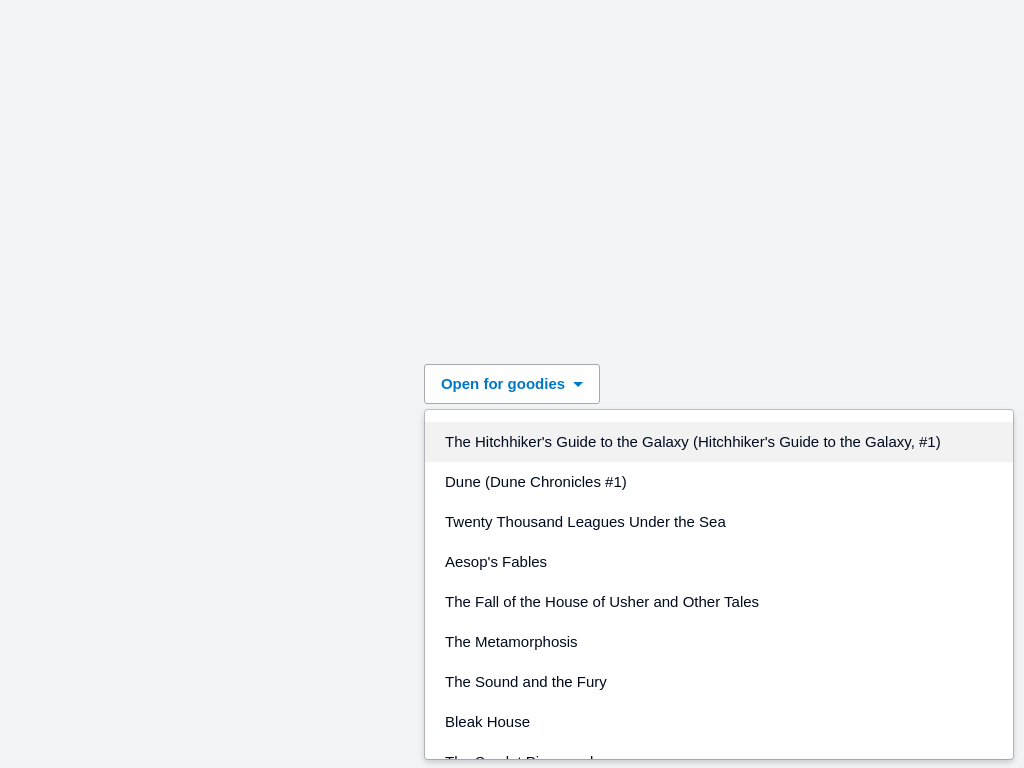 Open for goodies
The Hitchhiker's Guide to the Galaxy (Hitchhiker's Guide to the Galaxy, #1)
Dune (Dune Chronicles #1)
Twenty Thousand Leagues Under the Sea
Aesop's Fables
The Fall of the House of Usher and Other Tales
The Metamorphosis
The Sound and the Fury
Bleak House